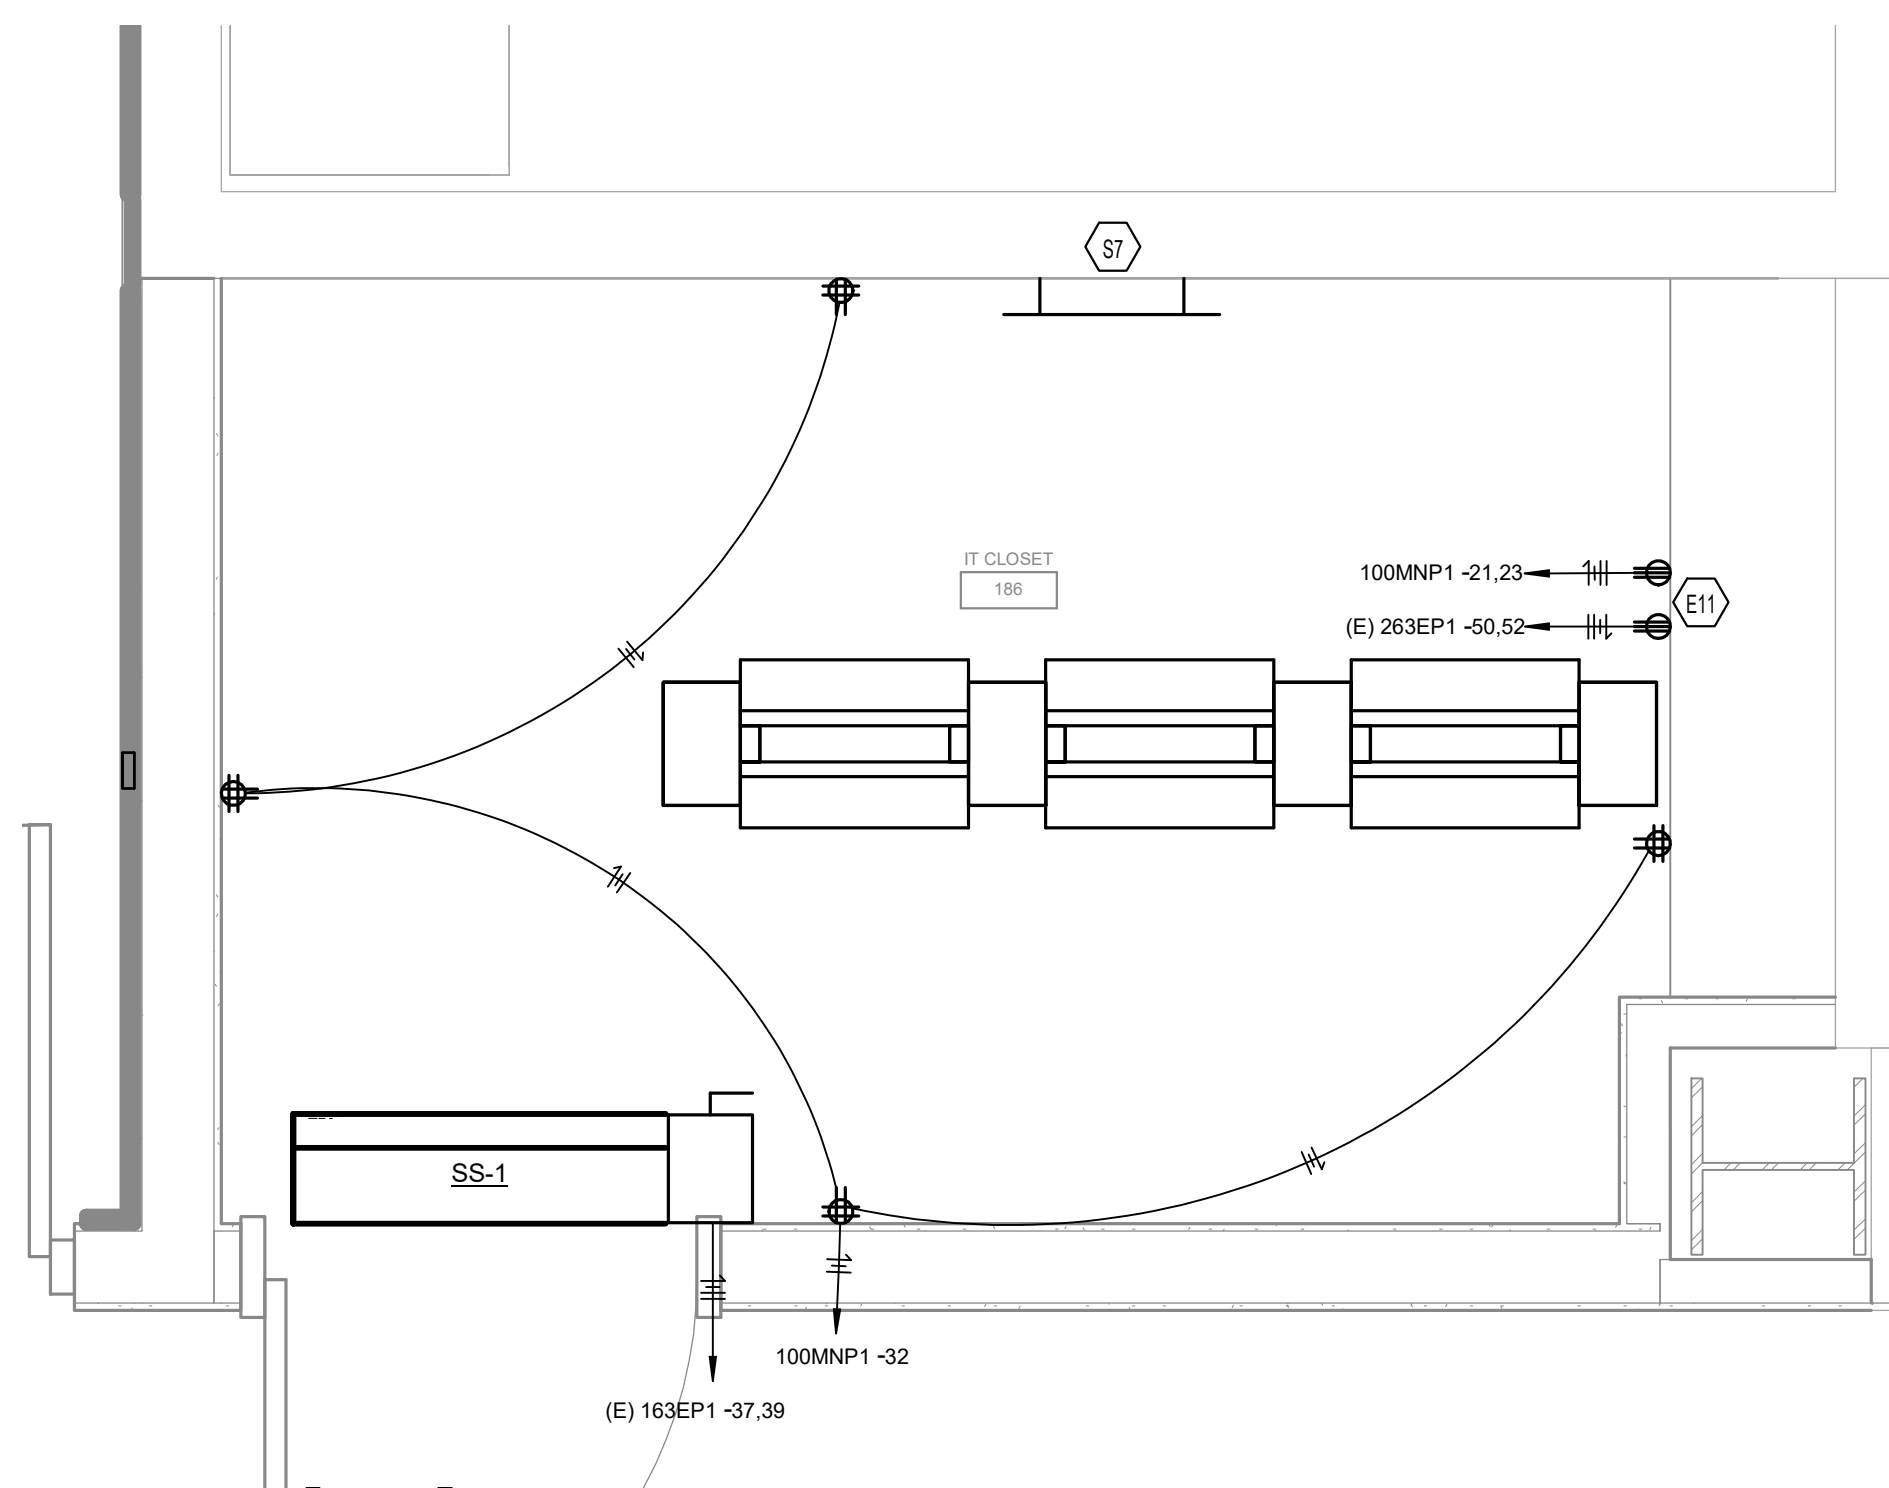 S7
IT CLOSET
186
100MNP1 -21,23
E11
(E) 263EP1 -50,52
SS-1
100MNP1 -32
(E) 163EP1 -37,39